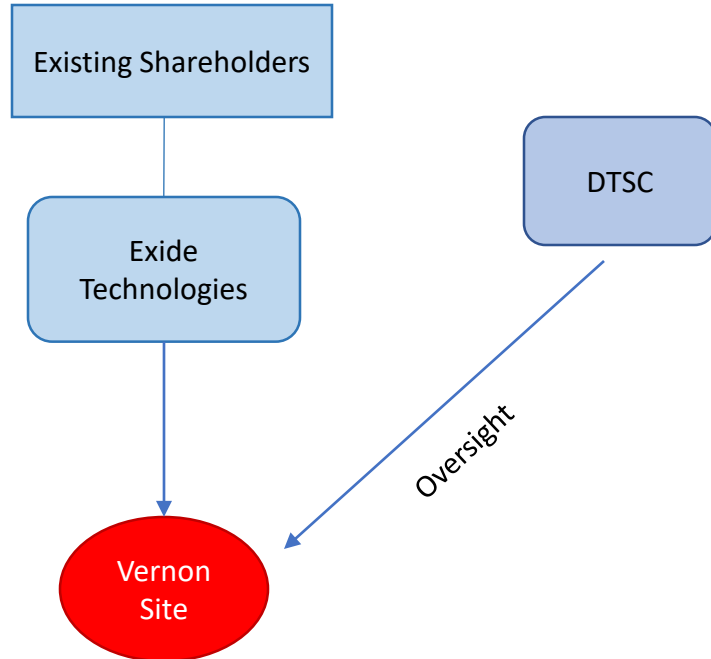 Existing Shareholders
DTSC
Exide
Technologies
Oversight
Vernon
Site